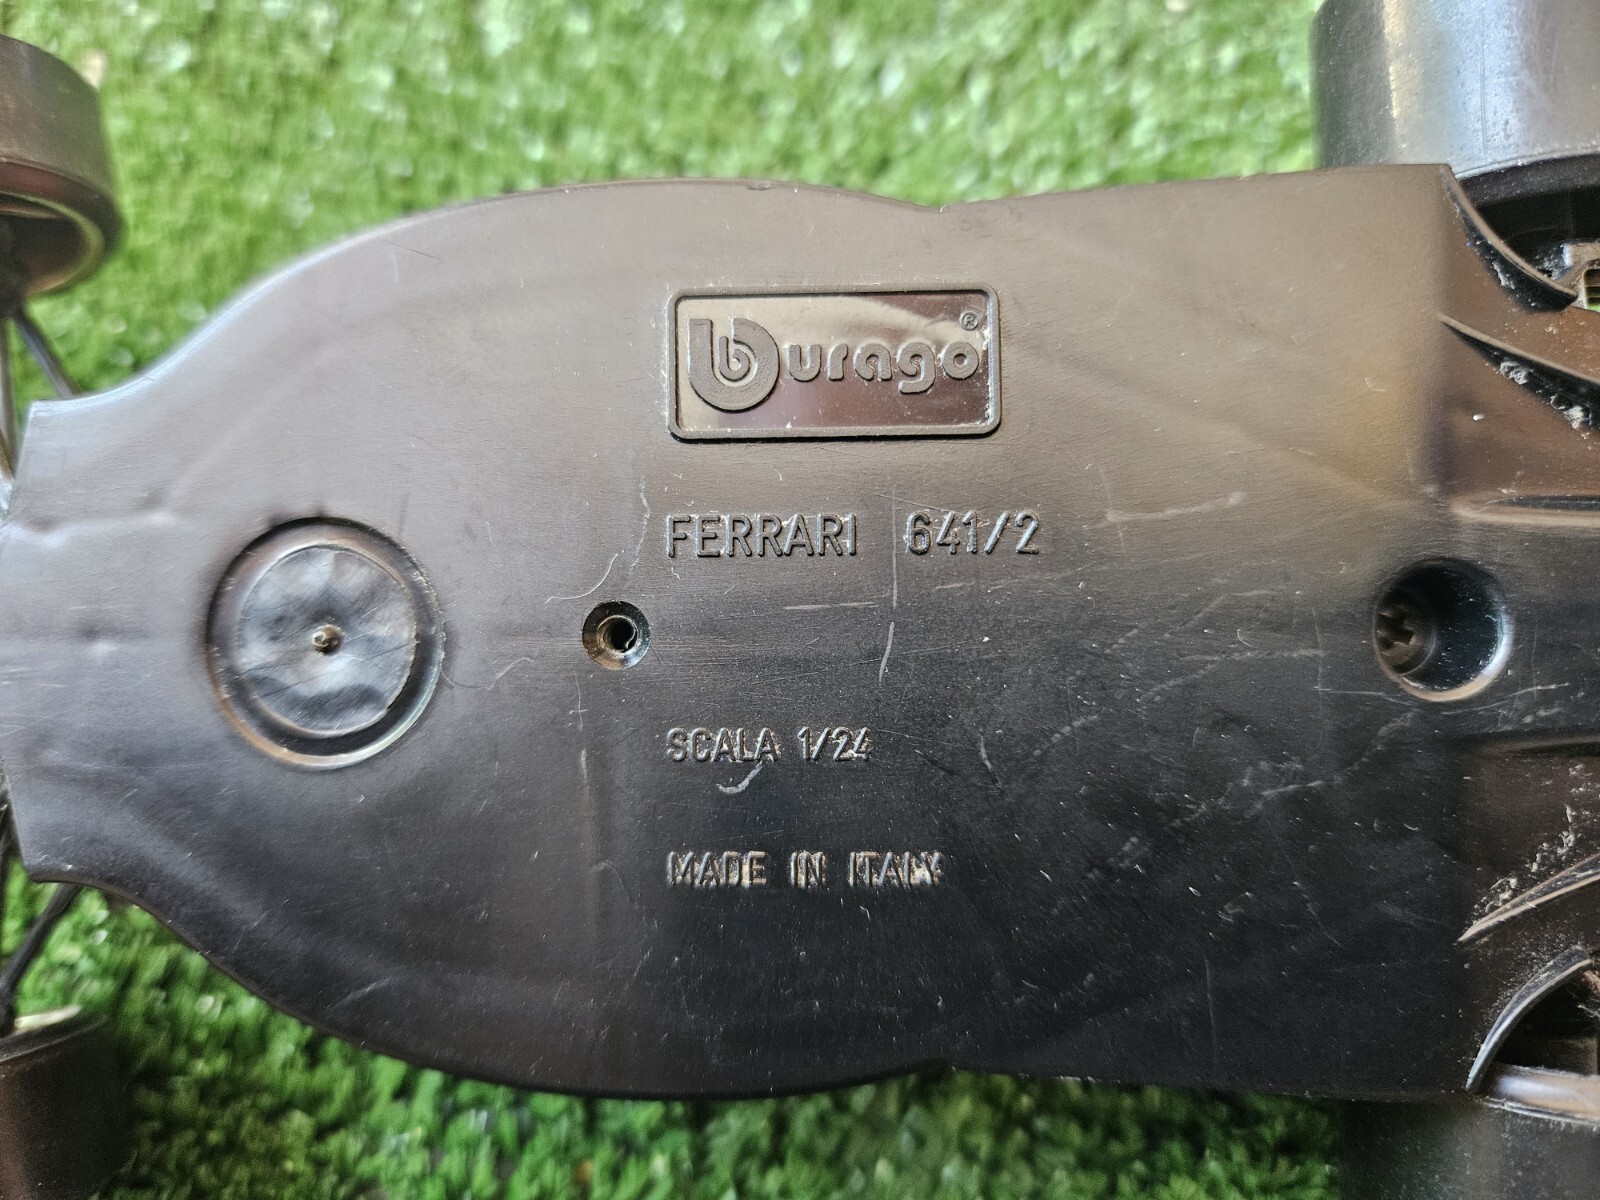 burago®
FERRARI 641/2
SCALA 1/24
MADE IN ITALY